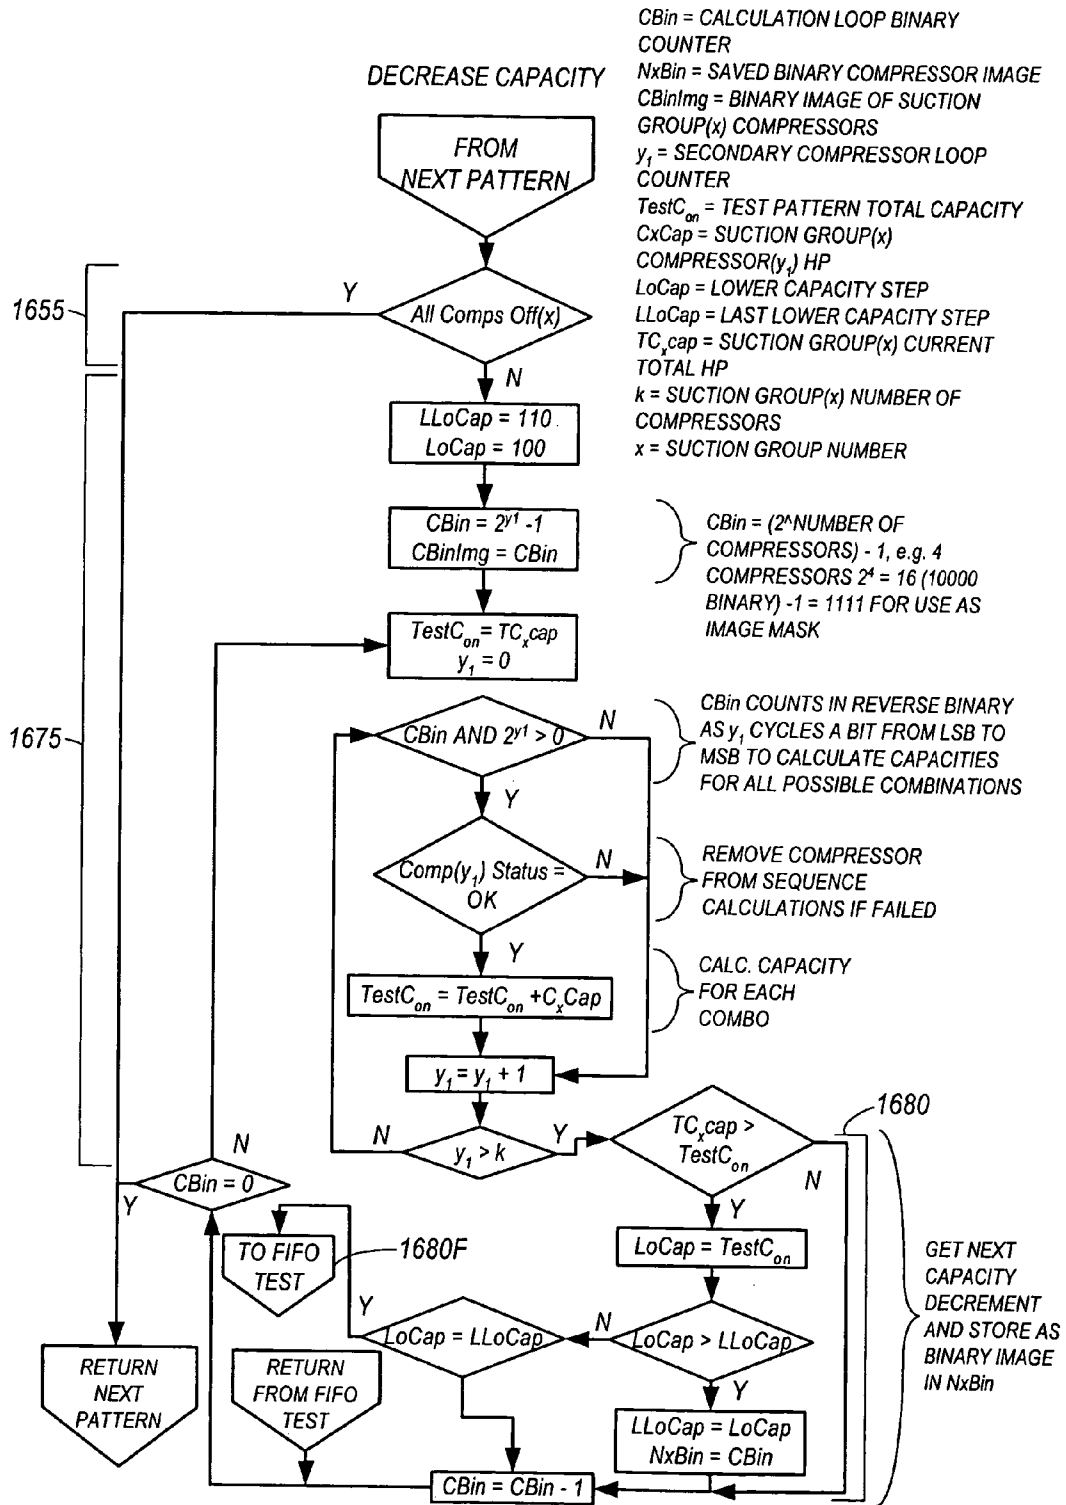 CBin = CALCULATION LOOP BINARY
COUNTER
NxBin = SAVED BINARY COMPRESSOR IMAGE
CBinImg = BINARY IMAGE OF SUCTION
GROUP(x) COMPRESSORS
y₁ = SECONDARY COMPRESSOR LOOP
COUNTER
TestCₒₙ = TEST PATTERN TOTAL CAPACITY
CxCap = SUCTION GROUP(x)
COMPRESSOR(y₁) HP
LoCap = LOWER CAPACITY STEP
LLoCap = LAST LOWER CAPACITY STEP
TCₓcap = SUCTION GROUP(x) CURRENT
TOTAL HP
k = SUCTION GROUP(x) NUMBER OF
COMPRESSORS
x = SUCTION GROUP NUMBER
DECREASE CAPACITY
FROM
NEXT PATTERN
1655
Y
All Comps Off(x)
N
LLoCap = 110
LoCap = 100
CBin = 2^y1 -1
CBinImg = CBin
CBin = (2^NUMBER OF
COMPRESSORS) - 1, e.g. 4
COMPRESSORS 2⁴ = 16 (10000
BINARY) -1 = 1111 FOR USE AS
IMAGE MASK
TestCₒₙ = TCₓcap
y₁ = 0
1675
CBin AND 2^y1 > 0
N
Y
CBin COUNTS IN REVERSE BINARY
AS y₁ CYCLES A BIT FROM LSB TO
MSB TO CALCULATE CAPACITIES
FOR ALL POSSIBLE COMBINATIONS
Comp(y₁) Status =
OK
N
Y
REMOVE COMPRESSOR
FROM SEQUENCE
CALCULATIONS IF FAILED
TestCₒₙ = TestCₒₙ +CₓCap
CALC. CAPACITY
FOR EACH
COMBO
y₁ = y₁ + 1
N
y₁ > k
Y
TCₓcap >
TestCₒₙ
1680
N
Y
N
CBin = 0
Y
LoCap = TestCₒₙ
TO FIFO
TEST
1680F
Y
LoCap = LLoCap
N
LoCap > LLoCap
Y
GET NEXT
CAPACITY
DECREMENT
AND STORE AS
BINARY IMAGE
IN NxBin
RETURN
NEXT
PATTERN
RETURN
FROM FIFO
TEST
LLoCap = LoCap
NxBin = CBin
CBin = CBin - 1